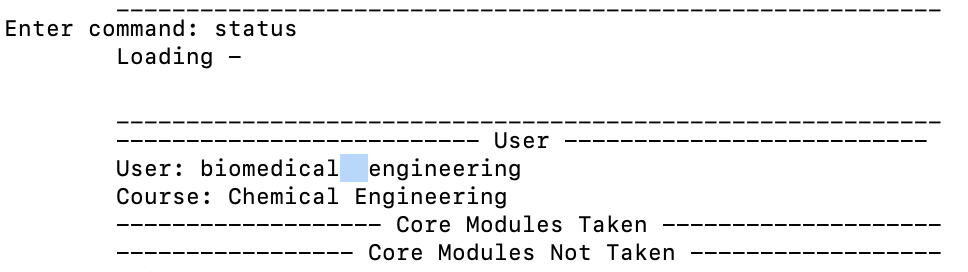 -----------------------------------------------------------
Enter command: status
Loading -
-----------------------------------------------------------
-------------------------- User --------------------------
User: biomedical  engineering
Course: Chemical Engineering
------------------- Core Modules Taken --------------------
----------------- Core Modules Not Taken ------------------